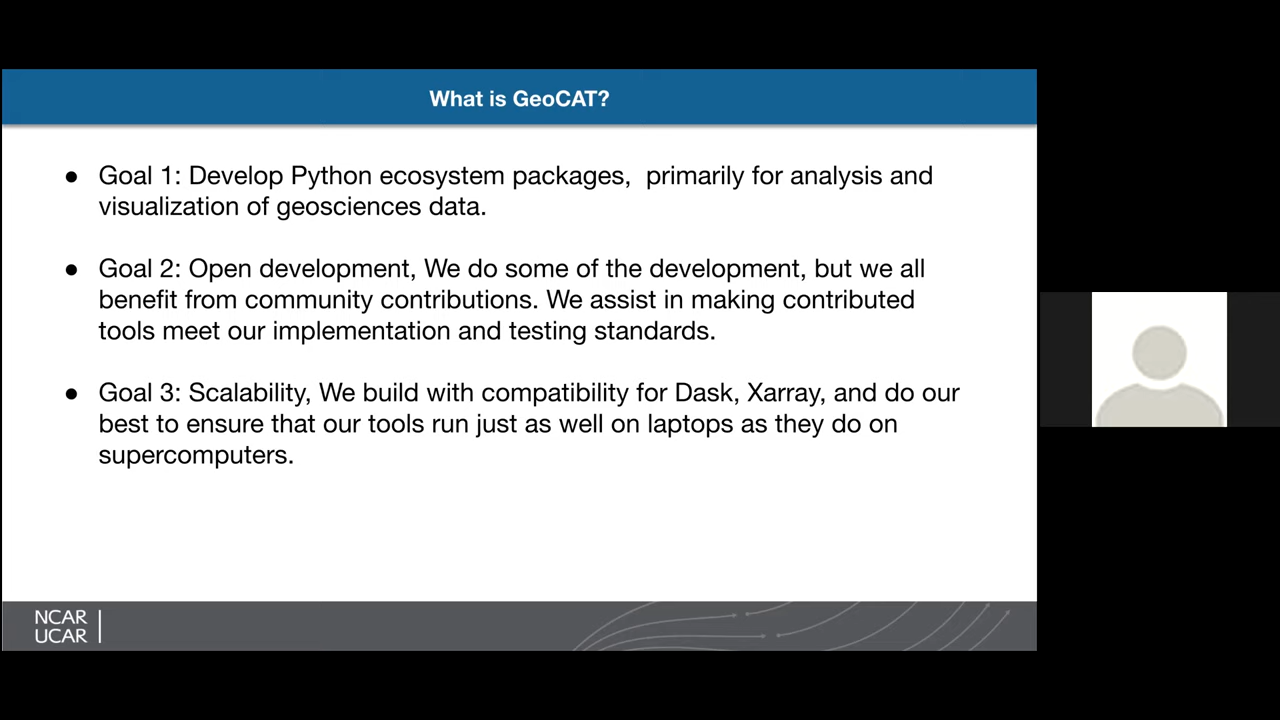 What is GeoCAT?
● Goal 1: Develop Python ecosystem packages,  primarily for analysis and
visualization of geosciences data.
● Goal 2: Open development, We do some of the development, but we all
benefit from community contributions. We assist in making contributed
tools meet our implementation and testing standards.
● Goal 3: Scalability, We build with compatibility for Dask, Xarray, and do our
best to ensure that our tools run just as well on laptops as they do on
supercomputers.
NCAR
UCAR